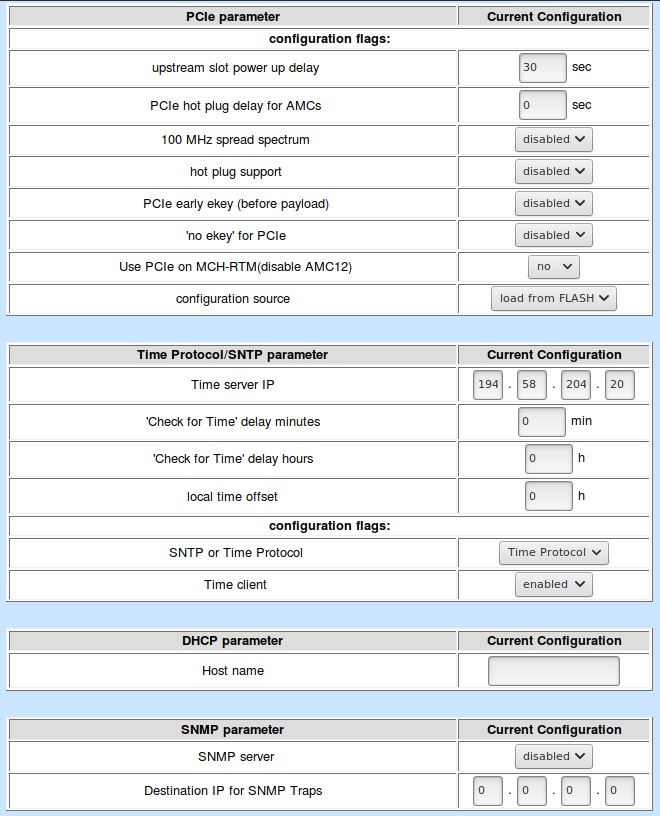 PCIe parameter Current Configuration
configuration flags:
upstream slot power up delay 30 sec
PCIe hot plug delay for AMCs 0 sec
100 MHz spread spectrum disabled
hot plug support disabled
PCIe early ekey (before payload) disabled
'no ekey' for PCIe disabled
Use PCIe on MCH-RTM(disable AMC12) no
configuration source load from FLASH
Time Protocol/SNTP parameter Current Configuration
Time server IP 194 . 58 . 204 . 20
'Check for Time' delay minutes 0 min
'Check for Time' delay hours 0 h
local time offset 0 h
configuration flags:
SNTP or Time Protocol Time Protocol
Time client enabled
DHCP parameter Current Configuration
Host name
SNMP parameter Current Configuration
SNMP server disabled
Destination IP for SNMP Traps 0 . 0 . 0 . 0